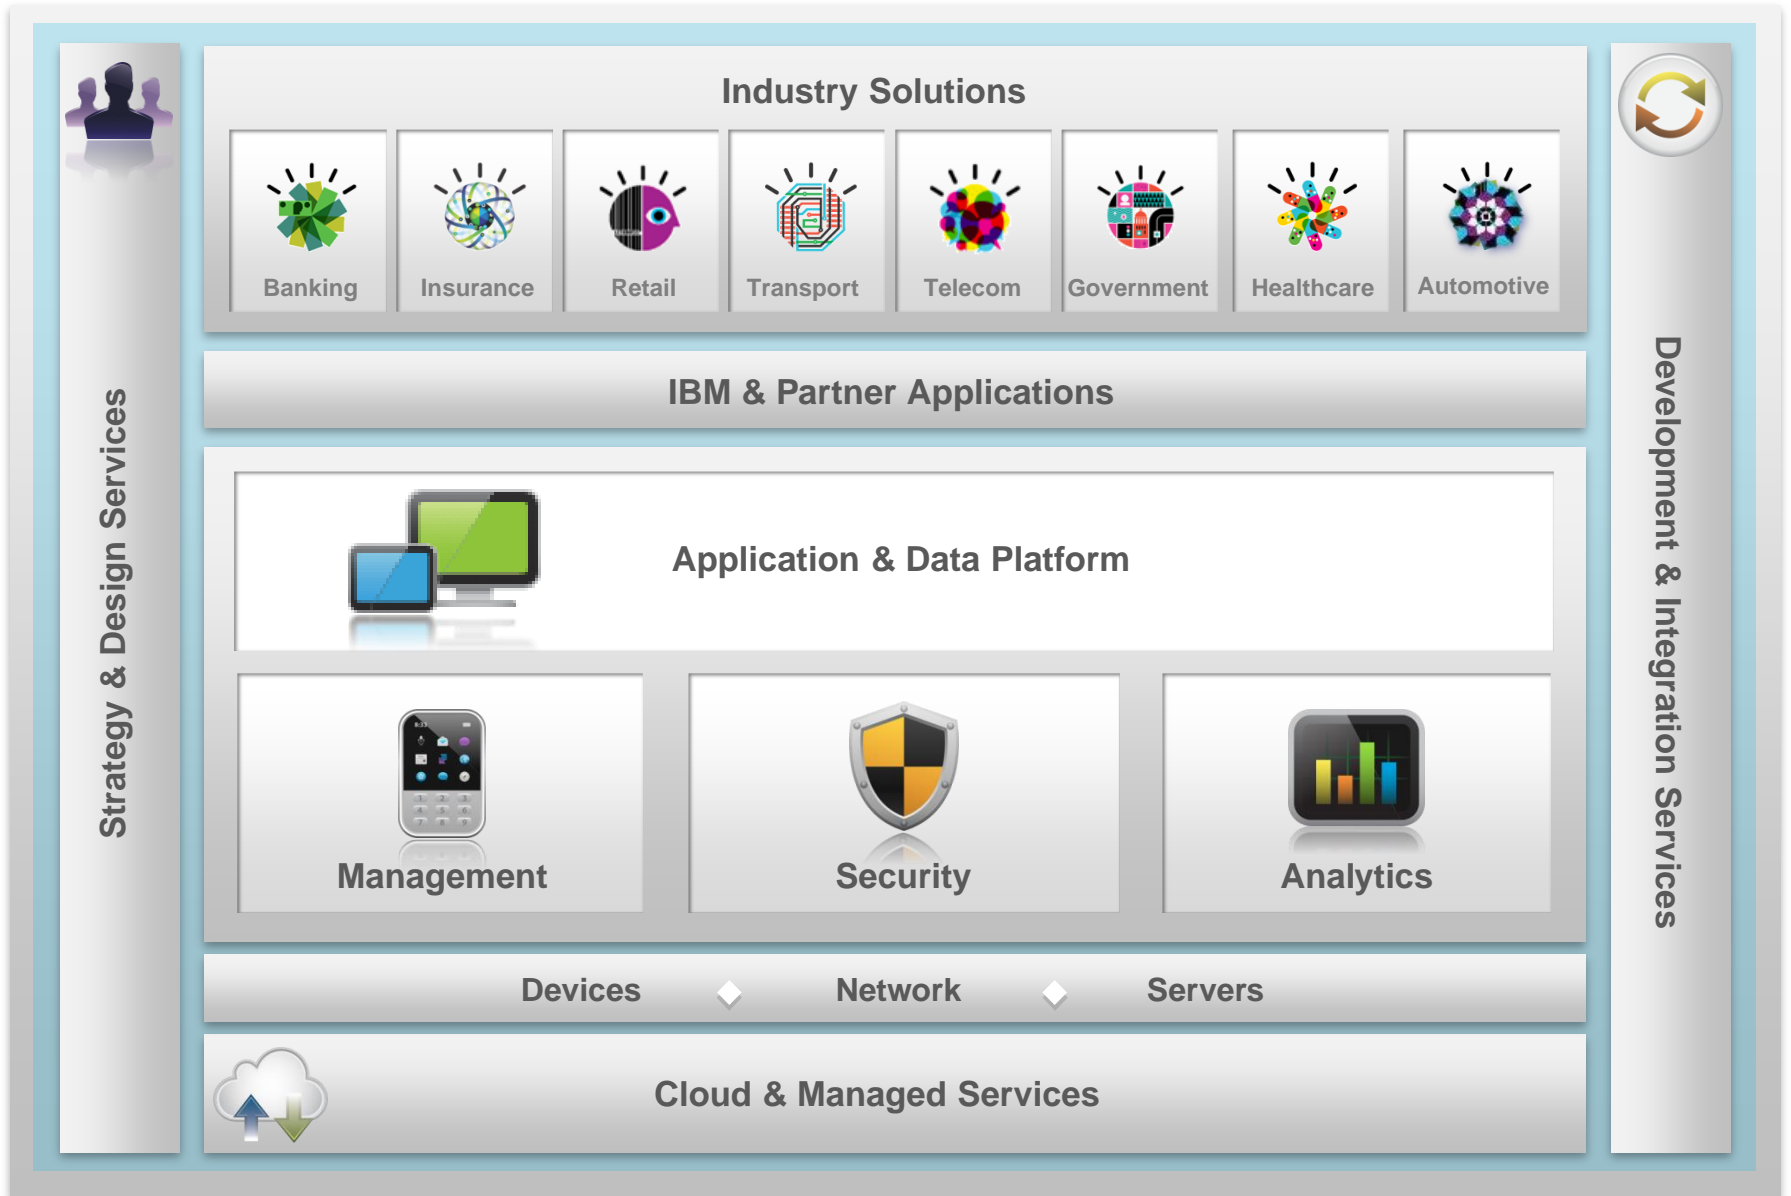 Industry Solutions
Banking
Insurance
Retail
Transport
Telecom
Government
Healthcare
Automotive
IBM & Partner Applications
Strategy & Design Services
Development & Integration Services
Application & Data Platform
Management
Security
Analytics
Devices
Network
Servers
Cloud & Managed Services